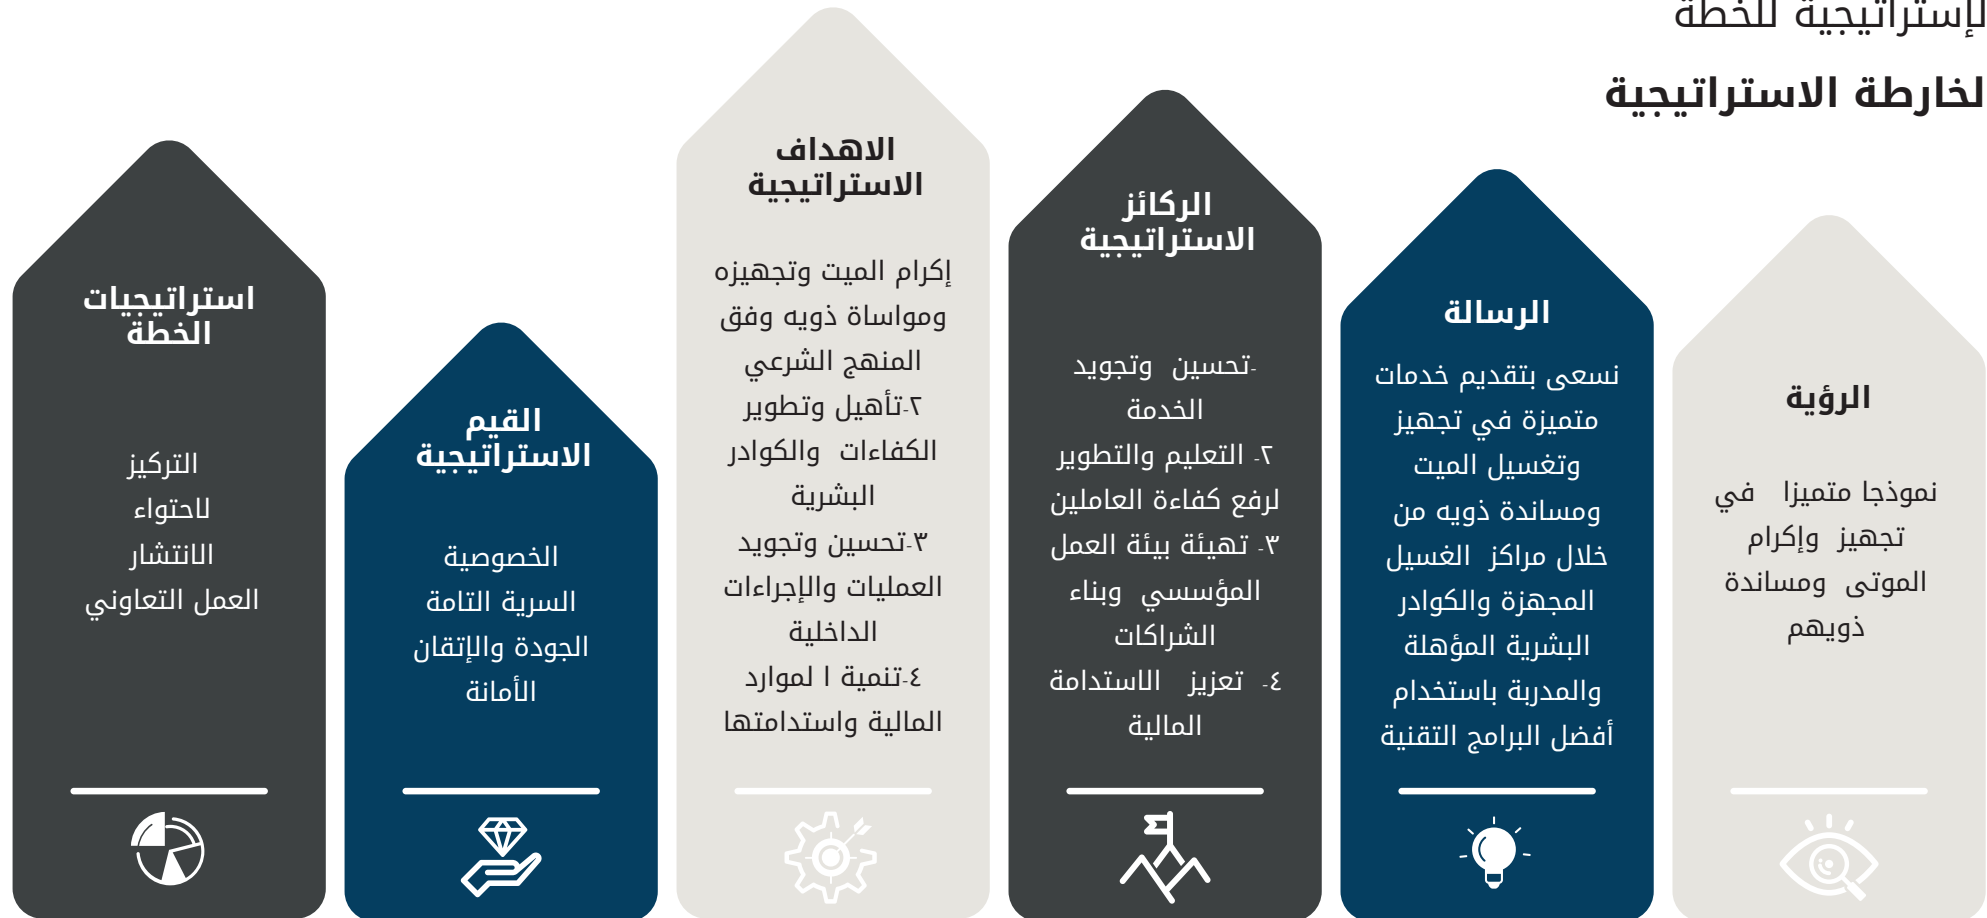 لإستراتيجية للخطة
لخارطة الاستراتيجية
الرؤية
نموذجا متميزا في
تجهيز وإكرام
الموتى ومساندة
ذويهم
الرسالة
نسعى بتقديم خدمات
متميزة في تجهيز
وتغسيل الميت
ومساندة ذويه من
خلال مراكز الغسيل
المجهزة والكوادر
البشرية المؤهلة
والمدربة باستخدام
أفضل البرامج التقنية
الركائز
الاستراتيجية
-تحسين وتجويد
الخدمة
٢- التعليم والتطوير
لرفع كفاءة العاملين
٣- تهيئة بيئة العمل
المؤسسي وبناء
الشراكات
٤- تعزيز الاستدامة
المالية
الاهداف
الاستراتيجية
إكرام الميت وتجهيزه
ومواساة ذويه وفق
المنهج الشرعي
٢-تأهيل وتطوير
الكفاءات والكوادر
البشرية
٣-تحسين وتجويد
العمليات والإجراءات
الداخلية
٤-تنمية ا لموارد
المالية واستدامتها
القيم
الاستراتيجية
الخصوصية
السرية التامة
الجودة والإتقان
الأمانة
استراتيجيات
الخطة
التركيز
لاحتواء
الانتشار
العمل التعاوني